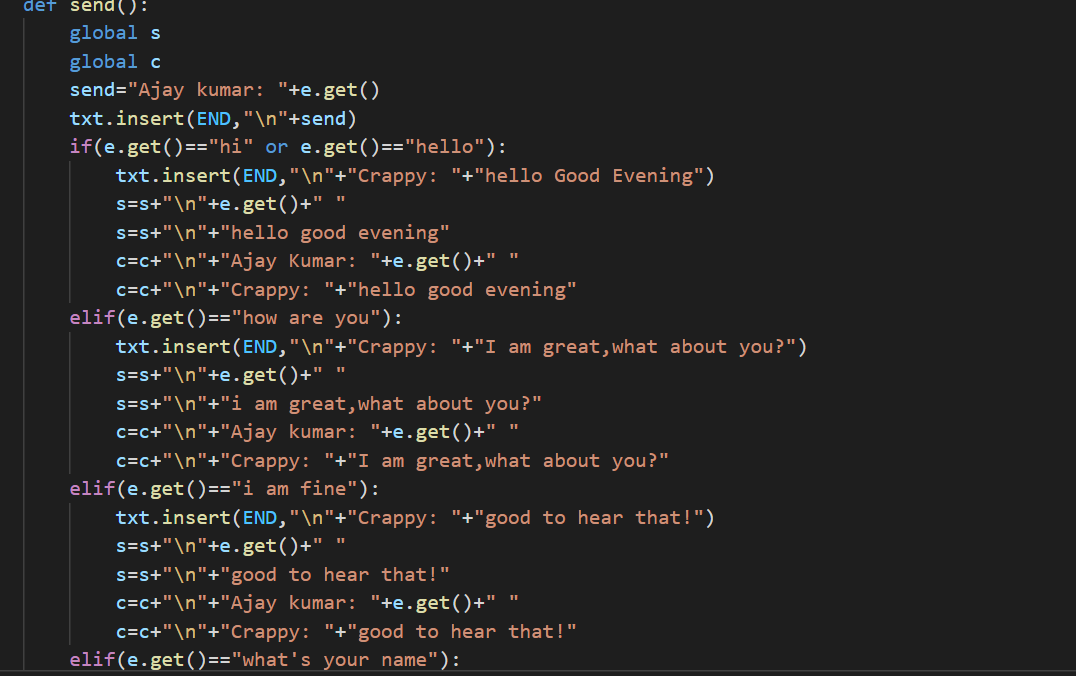 def send():
    global s
    global c
    send="Ajay kumar: "+e.get()
    txt.insert(END,"\n"+send)
    if(e.get()=="hi" or e.get()=="hello"):
        txt.insert(END,"\n"+"Crappy: "+"hello Good Evening")
        s=s+"\n"+e.get()+" "
        s=s+"\n"+"hello good evening"
        c=c+"\n"+"Ajay Kumar: "+e.get()+" "
        c=c+"\n"+"Crappy: "+"hello good evening"
    elif(e.get()=="how are you"):
        txt.insert(END,"\n"+"Crappy: "+"I am great,what about you?")
        s=s+"\n"+e.get()+" "
        s=s+"\n"+"i am great,what about you?"
        c=c+"\n"+"Ajay kumar: "+e.get()+" "
        c=c+"\n"+"Crappy: "+"I am great,what about you?"
    elif(e.get()=="i am fine"):
        txt.insert(END,"\n"+"Crappy: "+"good to hear that!")
        s=s+"\n"+e.get()+" "
        s=s+"\n"+"good to hear that!"
        c=c+"\n"+"Ajay kumar: "+e.get()+" "
        c=c+"\n"+"Crappy: "+"good to hear that!"
    elif(e.get()=="what's your name"):